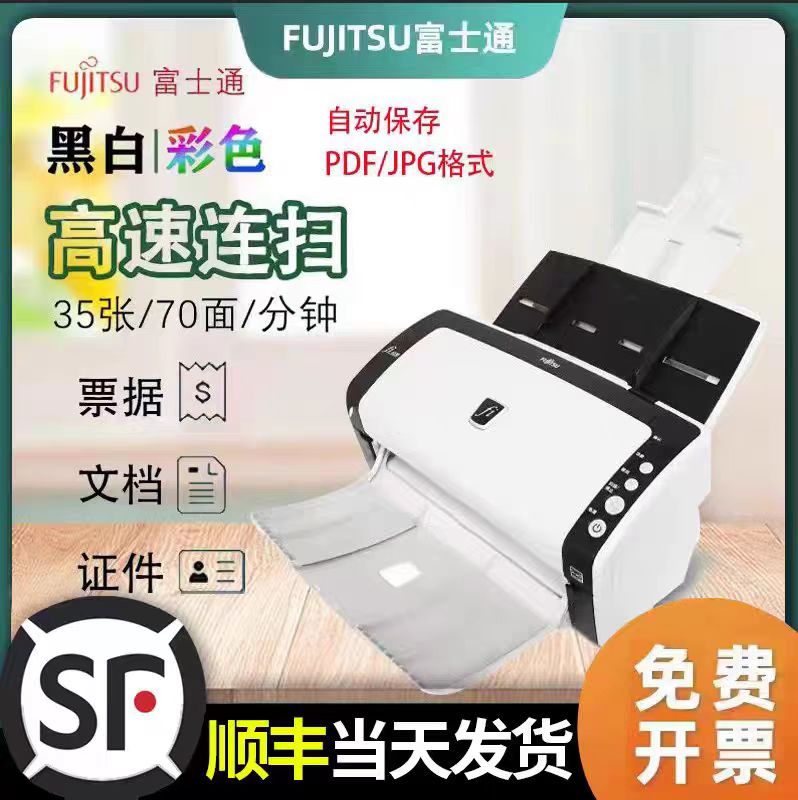 FUJITSU富士通
FUJITSU 富士通
黑白|彩色
自动保存
PDF/JPG格式
高速连扫
35张/70面/分钟
票据
$
文档
证件
FUJITSU
fi
SF
顺丰当天发货
免费
开票